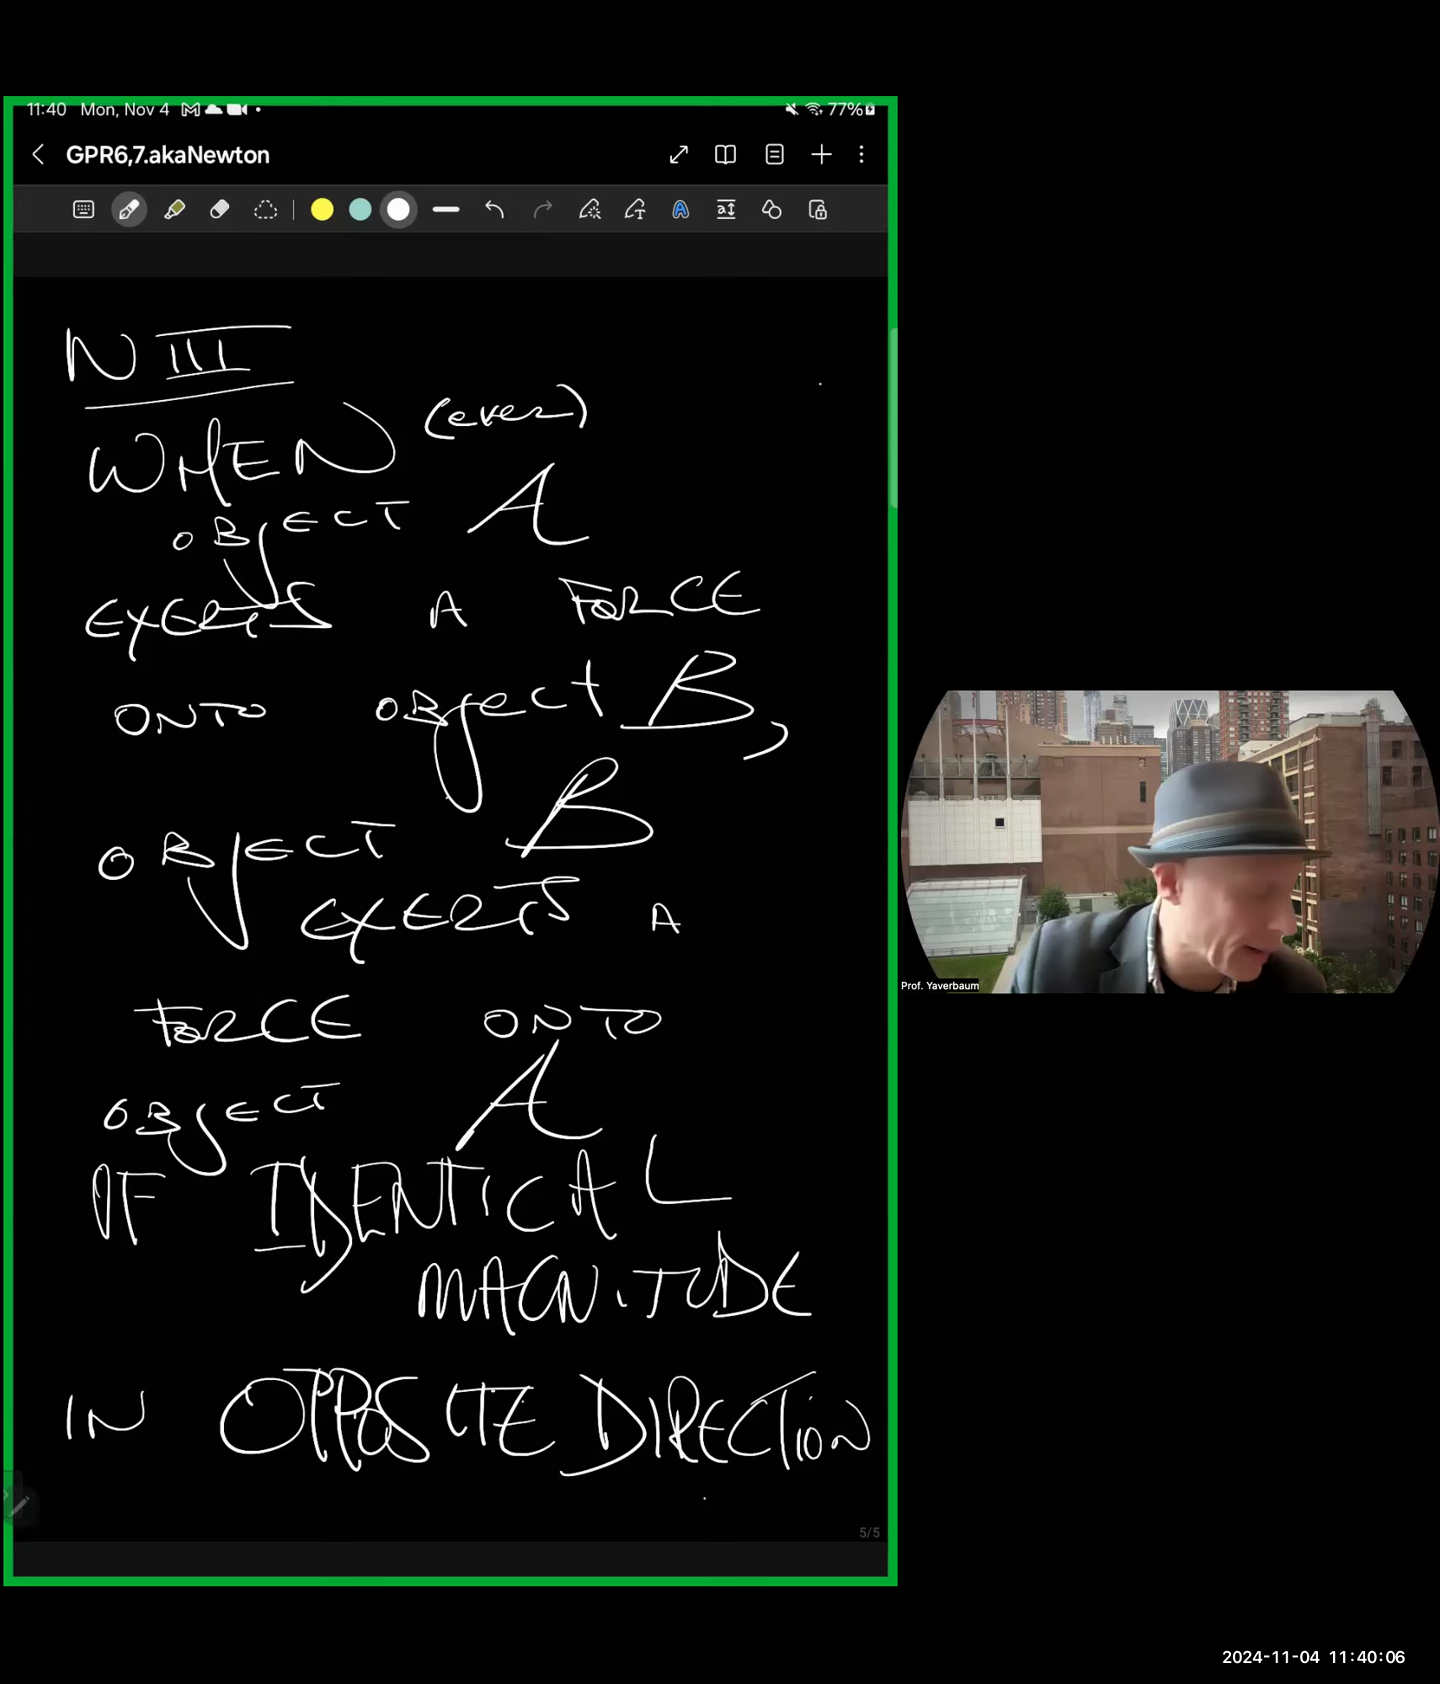 11:40 Mon, Nov 4 77%
GPR6,7.akaNewton
N III
WHEN (ever)
OBJECT A
EXERTS A FORCE
ONTO OBject B,
OBJECT B
EXERTS A
FORCE ONTO
OBJECT A
OF IDENTICAL
MAGNITUDE
IN OPPOSITE DIRECTION
5/5
Prof. Yaverbaum
2024-11-04 11:40:06